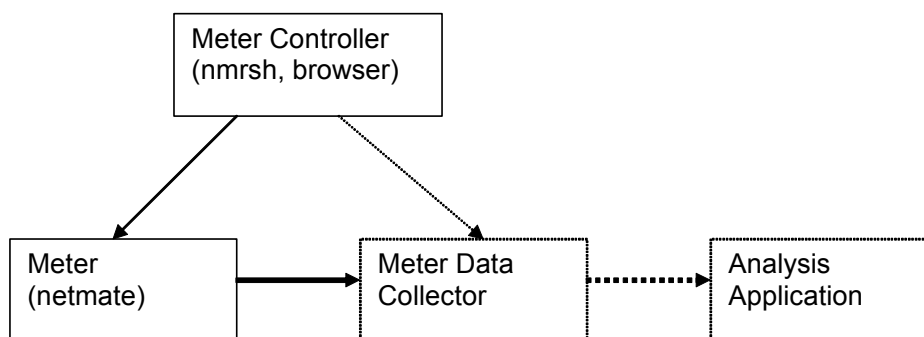 Meter Controller
(nmrsh, browser)
Meter
(netmate)
Meter Data
Collector
Analysis
Application